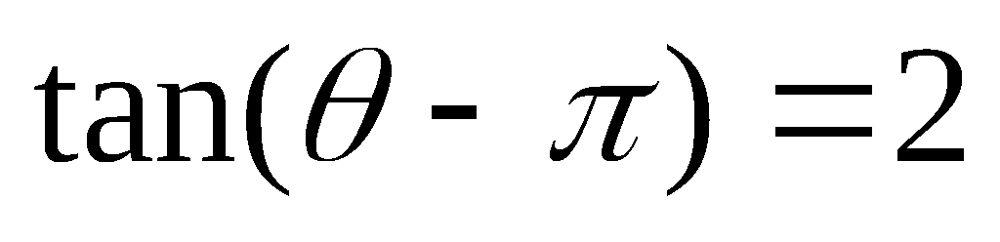 tan(θ - π) =2